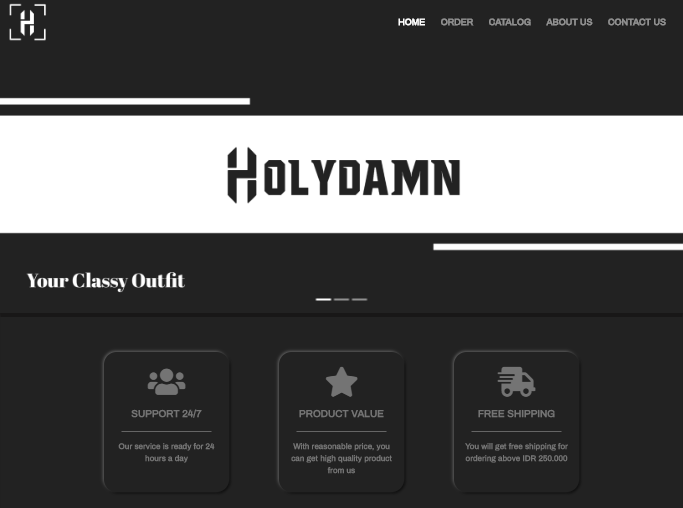 HOME ORDER CATALOG ABOUT US CONTACT US
HOLYDAMN
Your Classy Outfit
SUPPORT 24/7
Our service is ready for 24
hours a day
PRODUCT VALUE
With reasonable price, you
can get high quality product
from us
FREE SHIPPING
You will get free shipping for
ordering above IDR 250.000